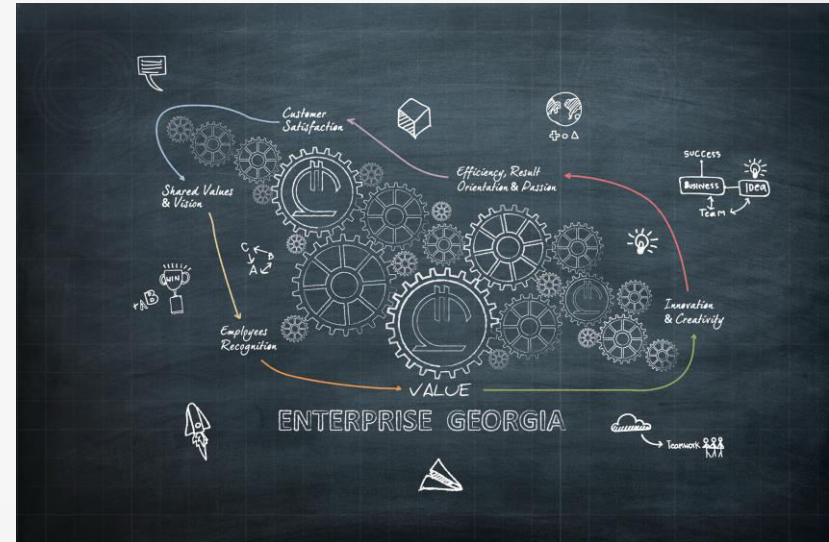 Customer
Satisfaction
Efficiency, Result
Orientation & Passion
SUCCESS
BUSINESS
IDEA
TEAM
Shared Values
& Vision
C
B
A
WIN
+AB
Innovation
& Creativity
Employees
Recognition
VALUE
ENTERPRISE GEORGIA
Teamwork